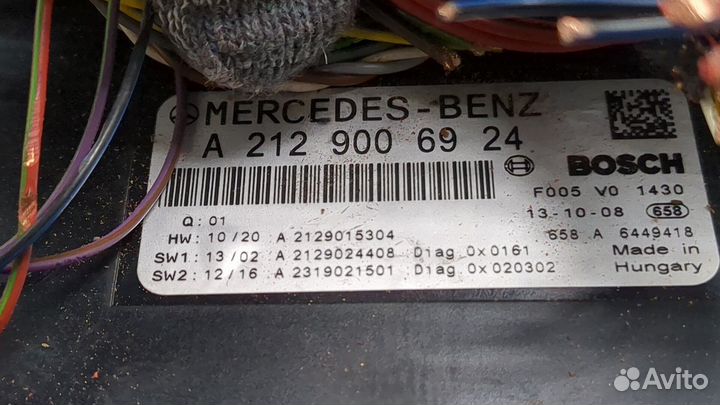 MERCEDES-BENZ
A 212 900 69 24
BOSCH
F005 V0 1430
Q: 01
13-10-08 658
HW: 10/20 A 2129015304
658 A 6449418
SW1: 13/02 A 2129024408 Diag.0x0161
Made in
SW2: 12/16 A 2319021501 Diag.0x020302
Hungary
Avito